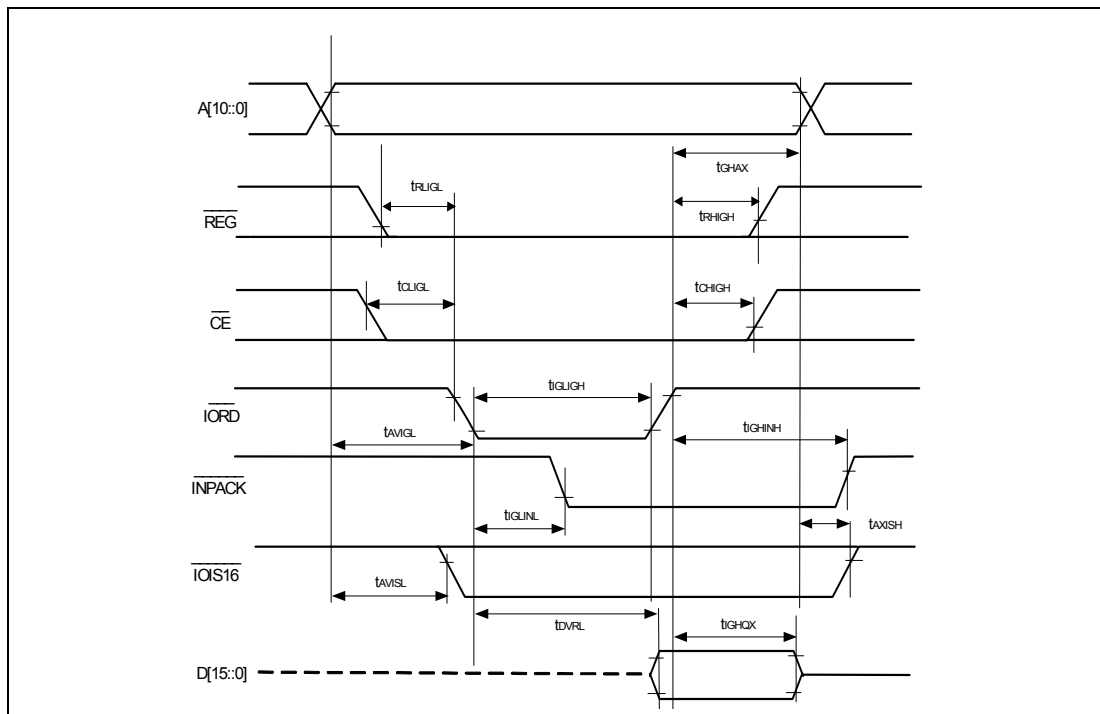 A[10::0]
tGHAX
tRLIGL
REG
tRHIGH
tCLIGL
tCHIGH
CE
tIGLIGH
IORD
tIGHINH
tAVIGL
INPACK
tIGLINL
tAXISH
IOIS16
tAVISL
tDVRL
tIGHQX
D[15::0]